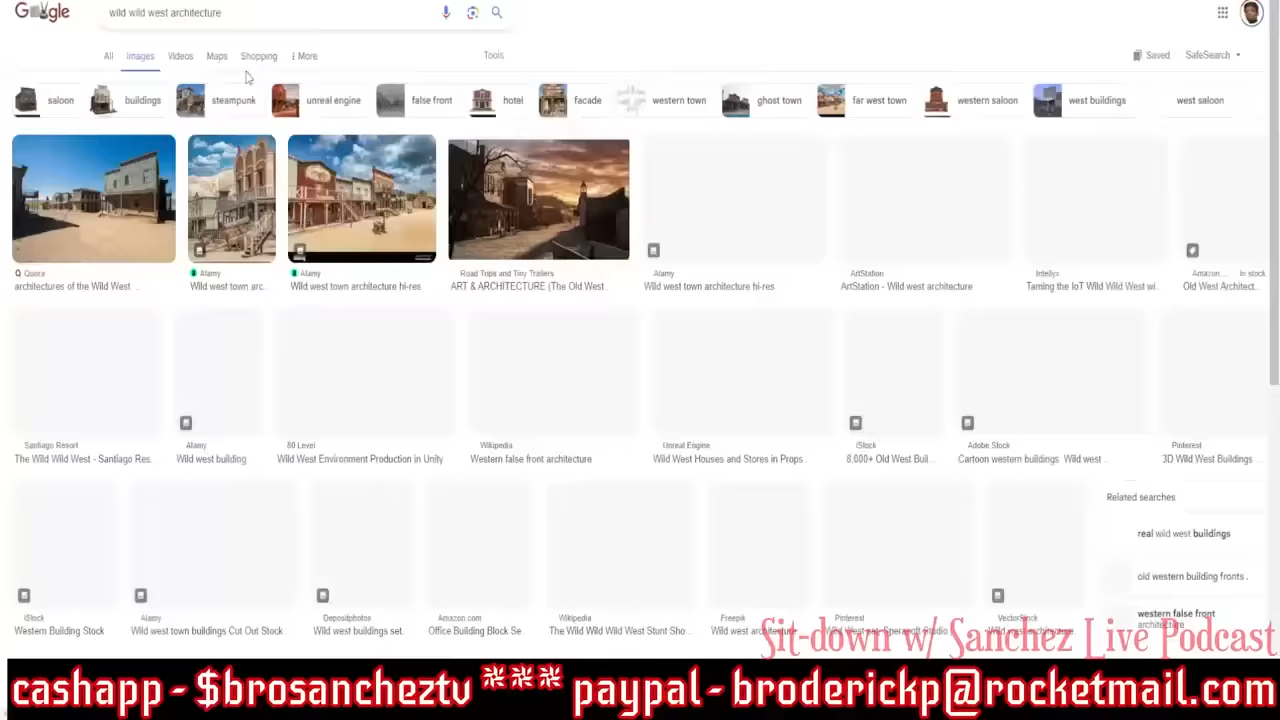 Google
wild wild west architecture
All Images Videos Maps Shopping More Tools Saved SafeSearch
saloon buildings steampunk unreal engine false front hotel facade western town ghost town far west town western saloon west buildings west saloon
Quora Alamy Alamy Road Trips and Tiny Trailers Alamy ArtStation Intellyx Amazon... In stock
architectures of the Wild West ... Wild west town arc... Wild west town architecture hi-res ART & ARCHITECTURE (The Old West . Wild west town architecture hi-res ArtStation - Wild west architecture Taming the IoT Wild Wild West wi.. Old West Architect..
Santiago Resort Alamy 80 Level Wikipedia Unreal Engine iStock Adobe Stock Pinterest
The Wild Wild West - Santiago Res. Wild west building Wild West Environment Production in Unity Western false front architecture Wild West Houses and Stores in Props . 8,000+ Old West Buil... Cartoon western buildings Wild west .. 3D Wild West Buildings ..
Related searches
real wild west buildings
old western building fronts .
western false front
architecture
iStock Alamy Depositphotos Amazon.com Wikipedia Freepik Pinterest VectorStock
Western Building Stock Wild west town buildings Cut Out Stock . Wild west buildings set. Office Building Block Se The Wild Wild Wild West Stunt Sho .. Wild west architecture
Sit-down w/ Sanchez Live Podcast
cashapp - $brosancheztv *** paypal - broderickp@rocketmail.com